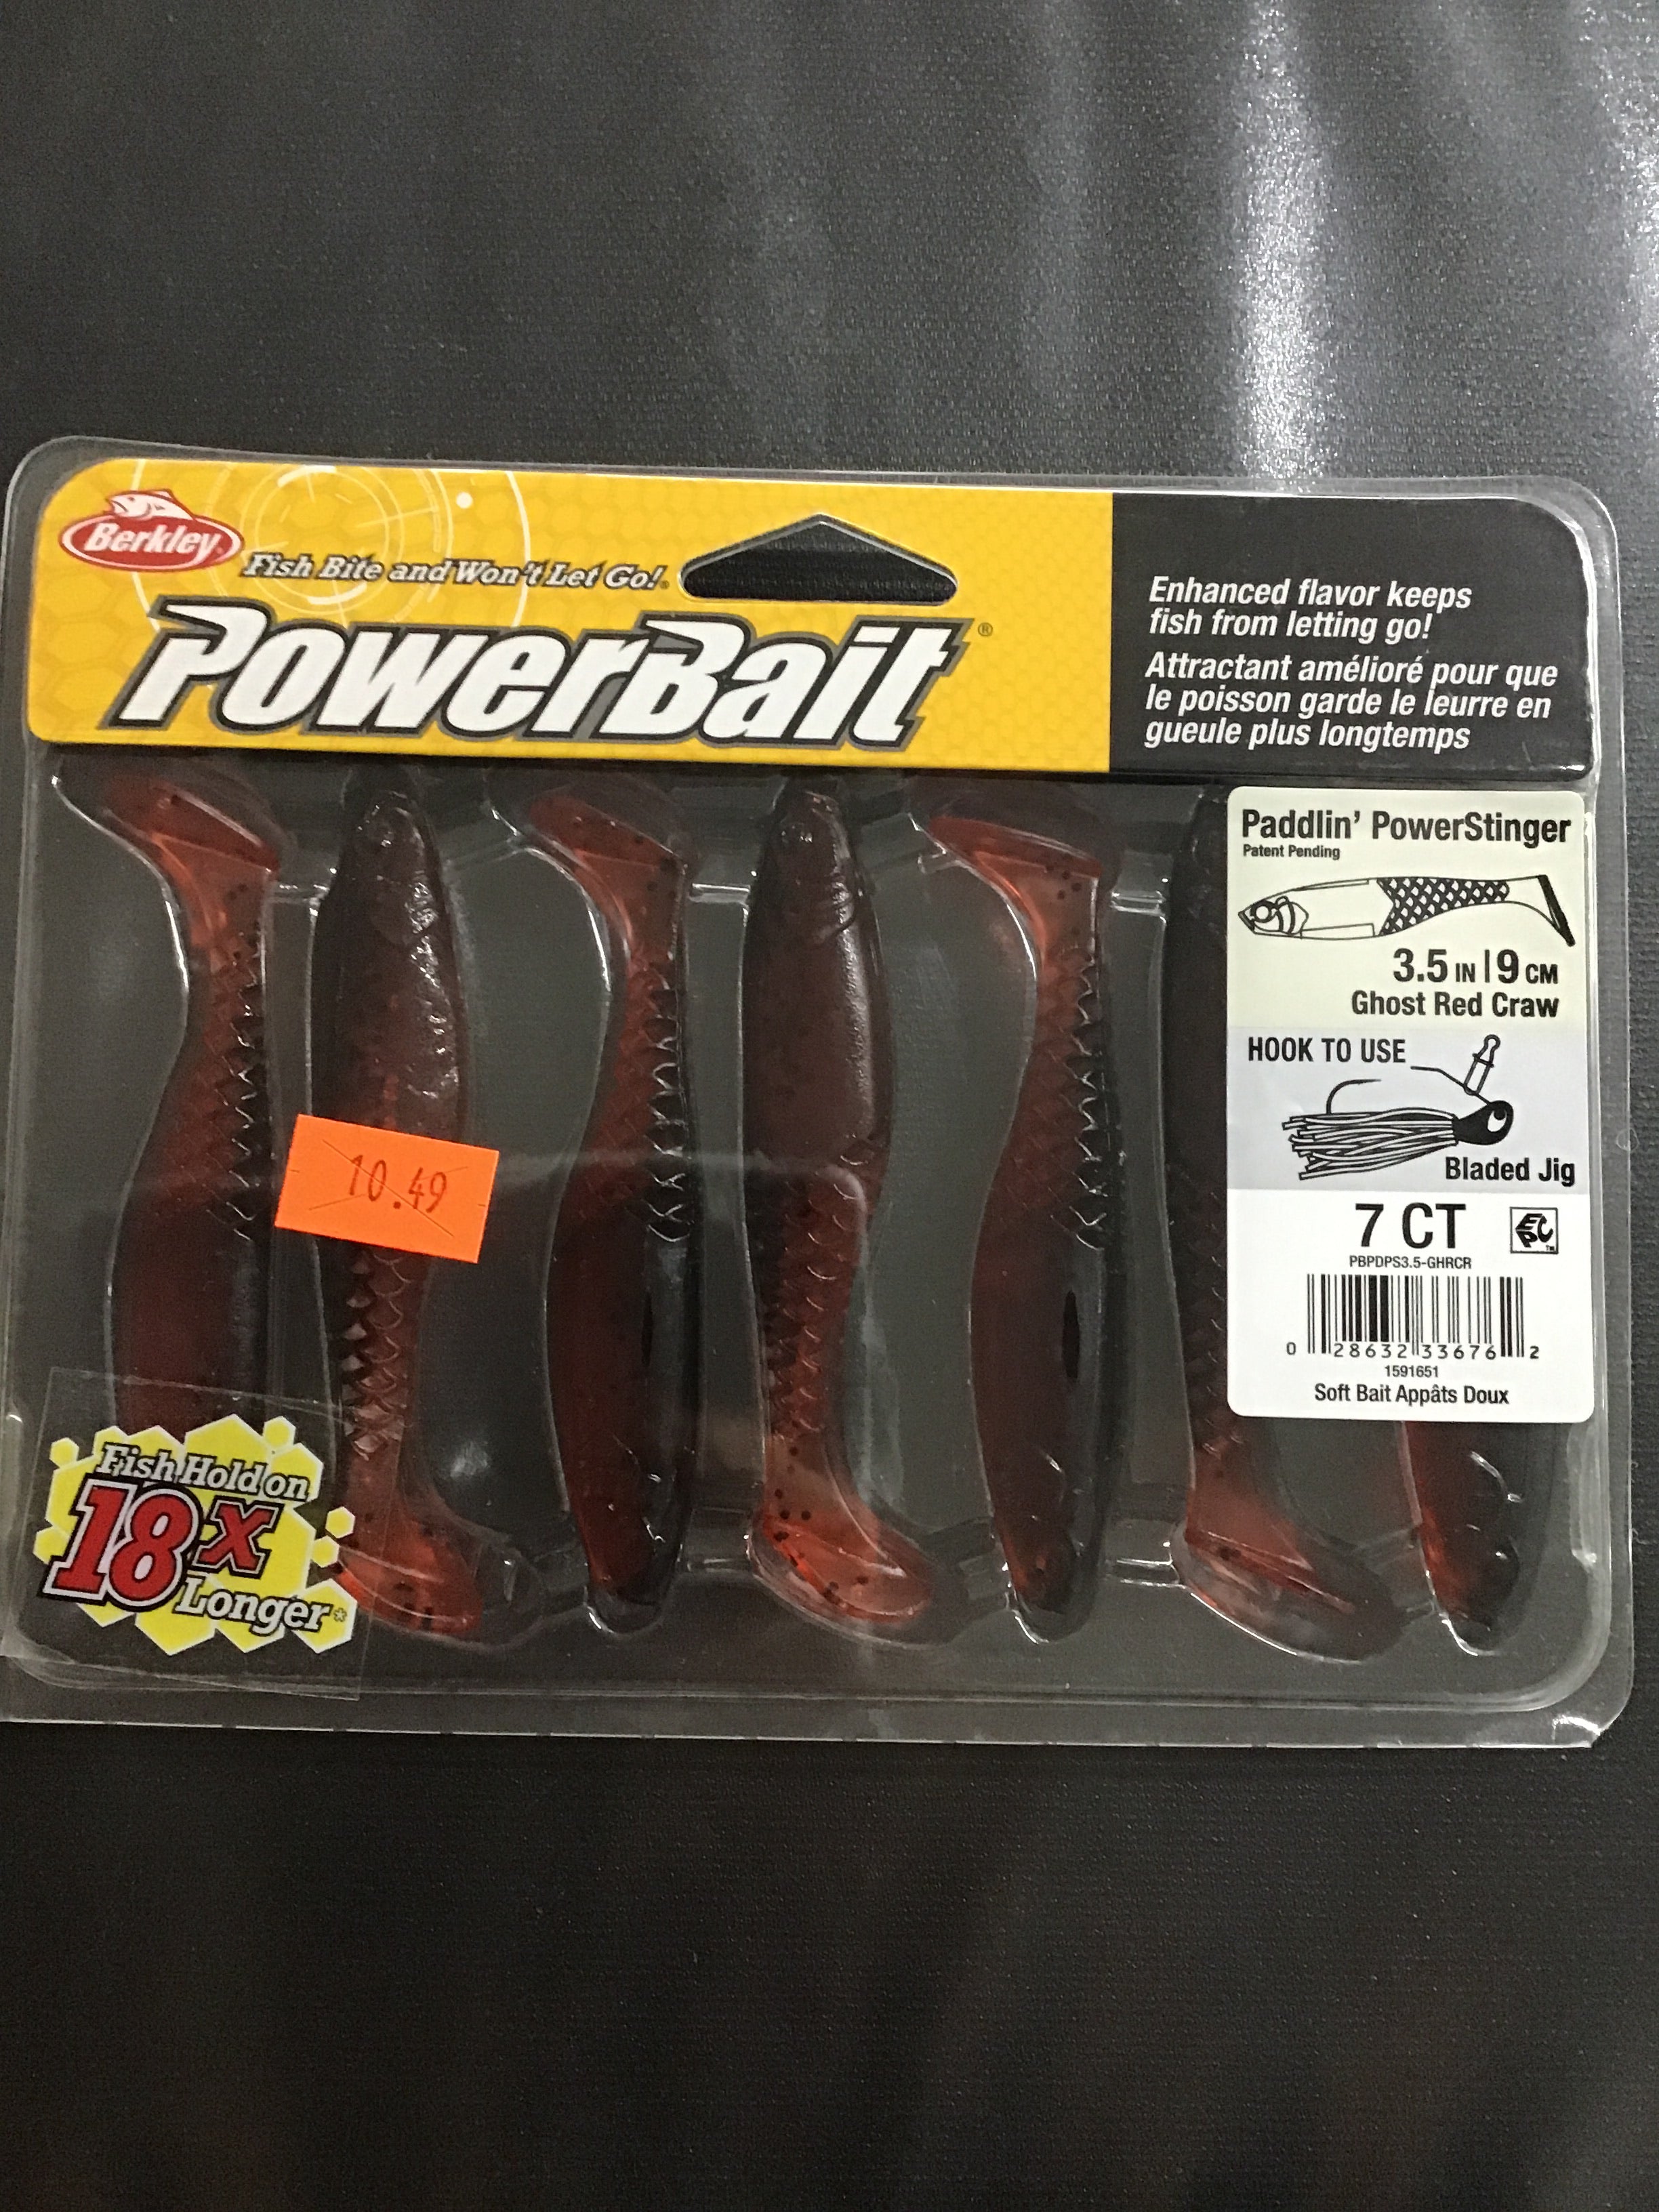 Berkley
Fish Bite and Won't Let Go!®
PowerBait®
Enhanced flavor keeps
fish from letting go!
Attractant amélioré pour que
le poisson garde le leurre en
gueule plus longtemps
Paddlin' PowerStinger
Patent Pending
3.5 IN | 9 CM
Ghost Red Craw
HOOK TO USE
Bladed Jig
7 CT
PBPDPS3.5-GHRCR
0 28632 33676 2
1591651
Soft Bait Appâts Doux
10.49
Fish Hold on
18x
Longer*